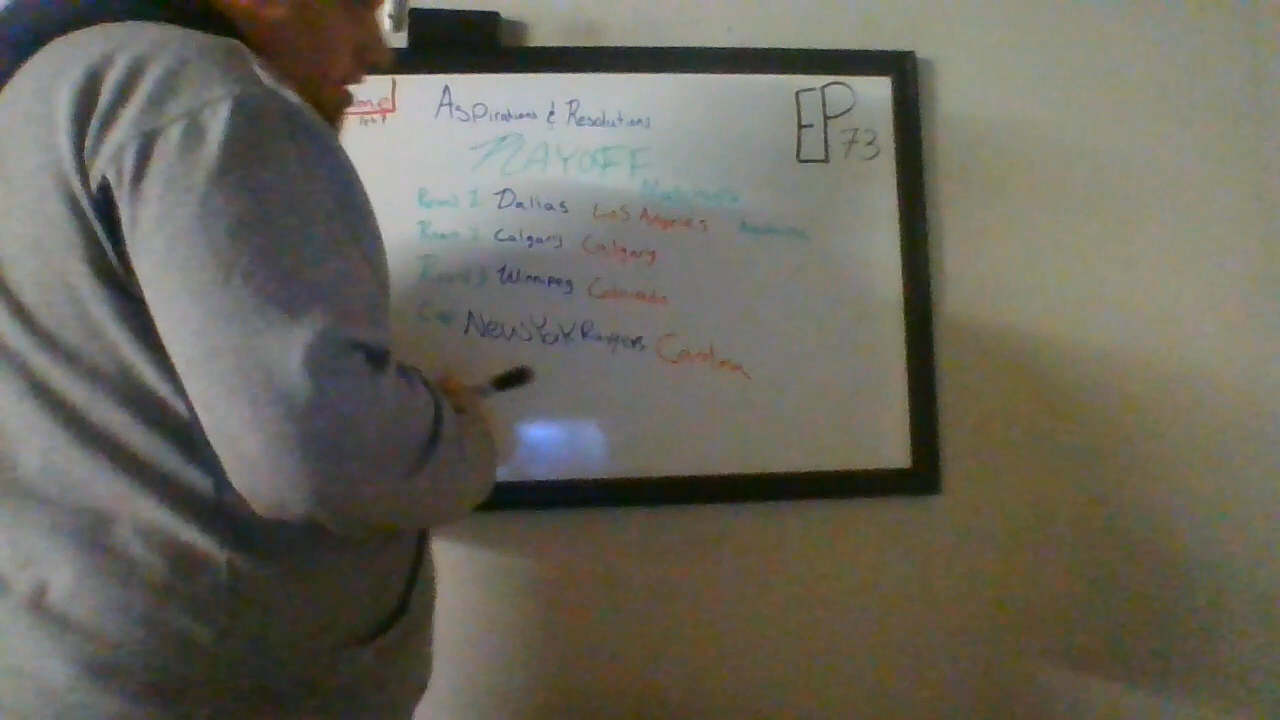 Aspirations & Resolutions
EP 73
PLAYOFF
Round 1 Dallas Los Angeles
Round 2 Calgary Calgary
Round 3 Winnipeg Colorado
Cup New York Rangers Carolina